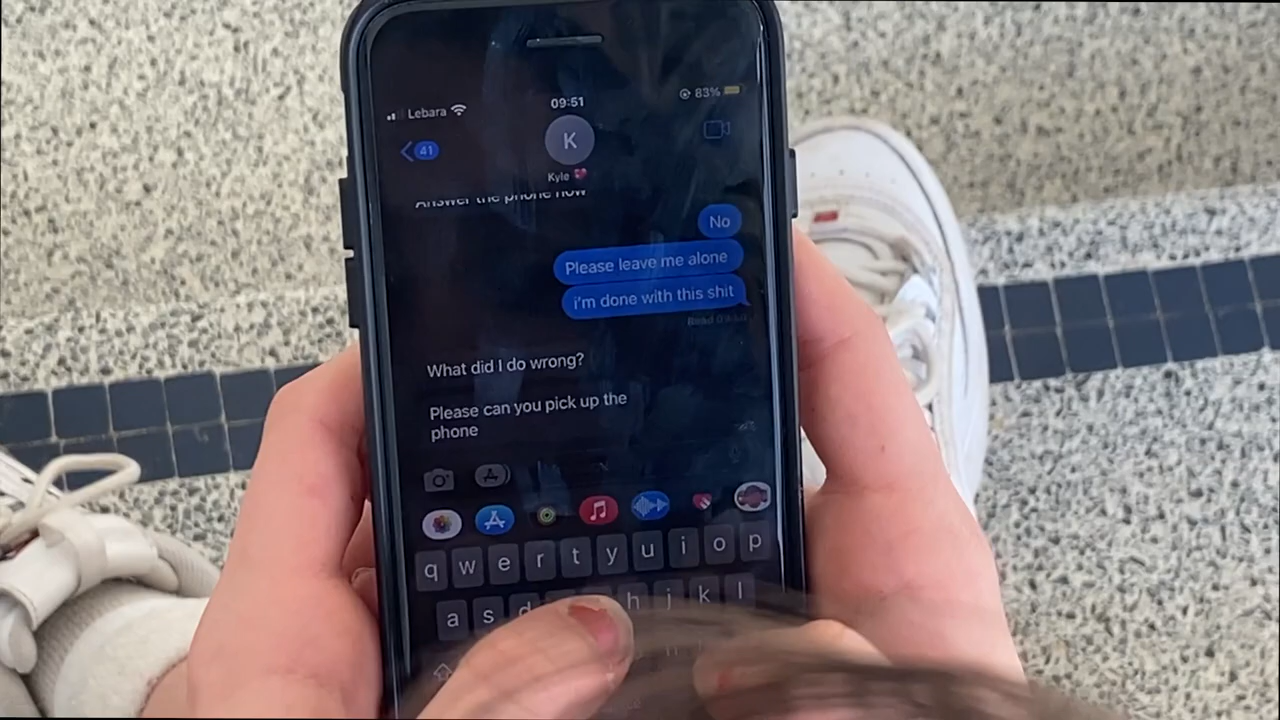 Lebara
09:51
83%
41
K
Kyle
Answer the phone now
No
Please leave me alone
i'm done with this shit
What did I do wrong?
Please can you pick up the
phone
q w e r t y u i o p
a s d h j k l